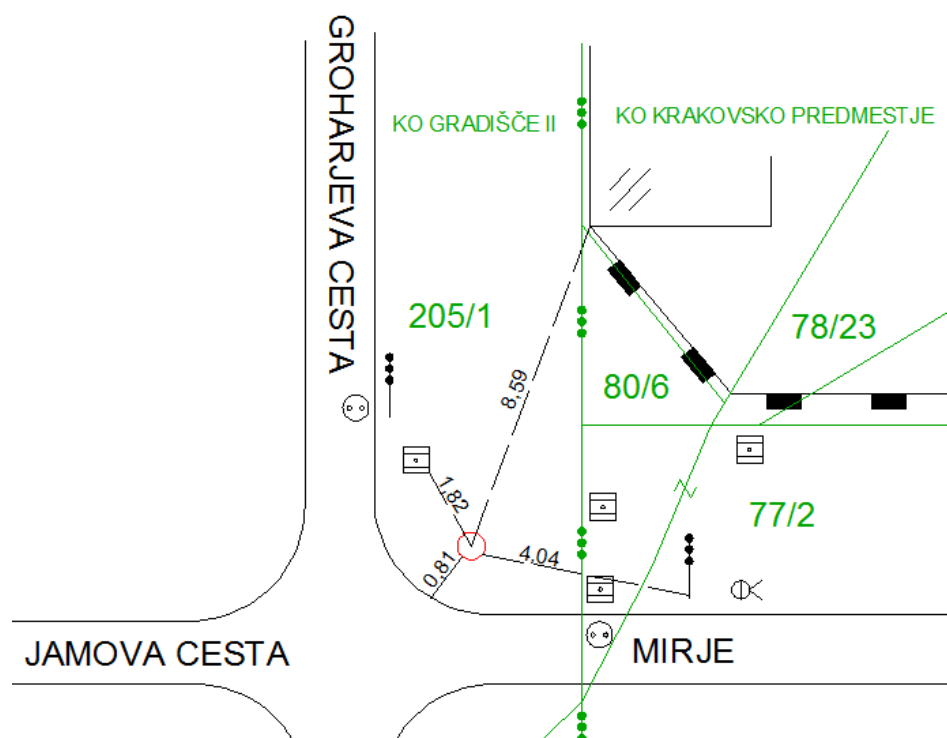 GROHARJEVA CESTA
KO GRADIŠČE II
KO KRAKOVSKO PREDMESTJE
205/1
78/23
8,59
80/6
1,82
77/2
4,04
0,81
JAMOVA CESTA
MIRJE